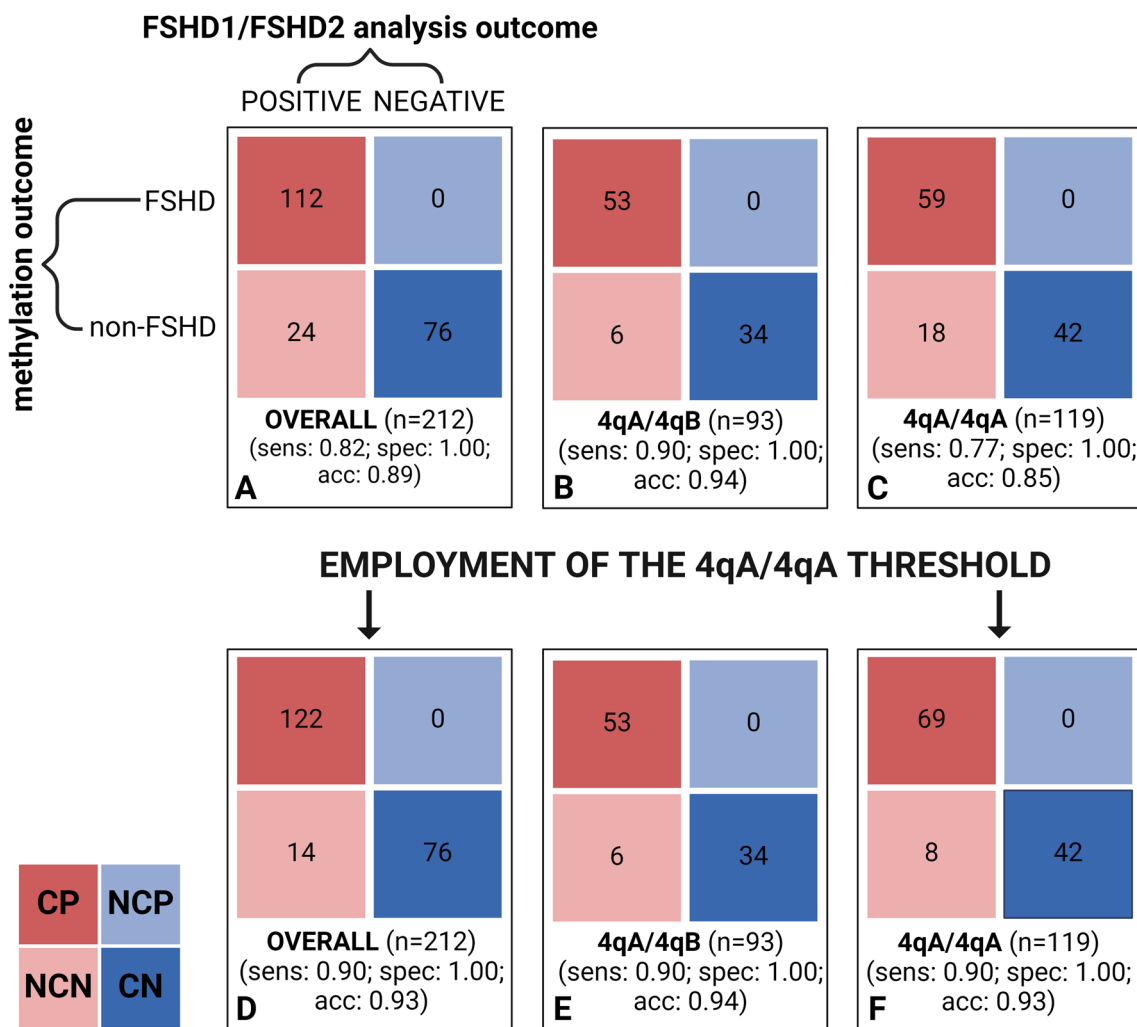 FSHD1/FSHD2 analysis outcome
POSITIVE NEGATIVE
methylation outcome
FSHD
non-FSHD
112 0
24 76
OVERALL (n=212)
(sens: 0.82; spec: 1.00;
acc: 0.89)
A
53 0
6 34
4qA/4qB (n=93)
(sens: 0.90; spec: 1.00;
acc: 0.94)
B
59 0
18 42
4qA/4qA (n=119)
(sens: 0.77; spec: 1.00;
acc: 0.85)
C
EMPLOYMENT OF THE 4qA/4qA THRESHOLD
122 0
14 76
OVERALL (n=212)
(sens: 0.90; spec: 1.00;
acc: 0.93)
D
53 0
6 34
4qA/4qB (n=93)
(sens: 0.90; spec: 1.00;
acc: 0.94)
E
69 0
8 42
4qA/4qA (n=119)
(sens: 0.90; spec: 1.00;
acc: 0.93)
F
CP NCP
NCN CN